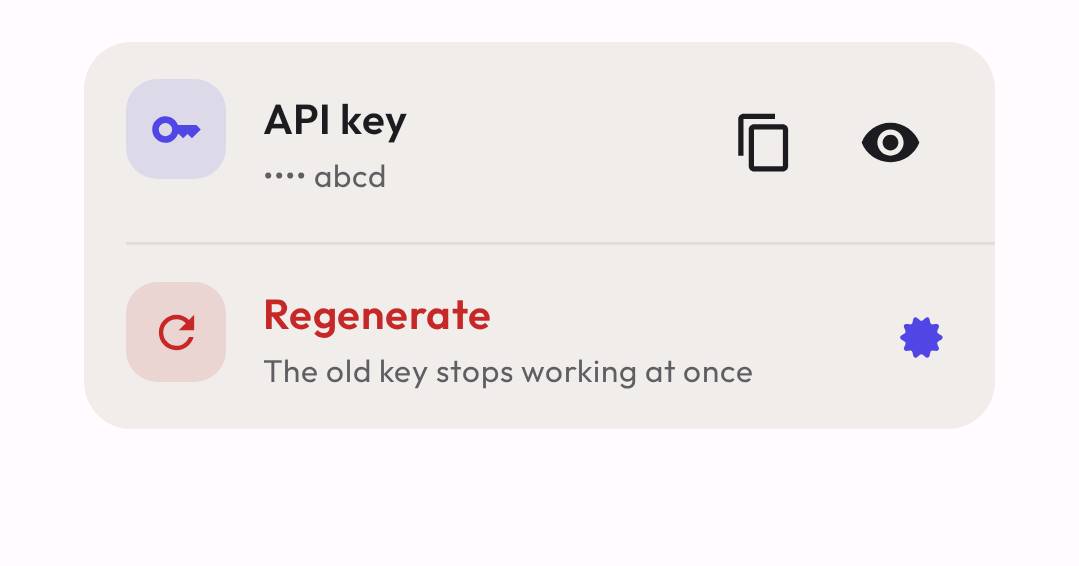 API key
•••• abcd
Regenerate
The old key stops working at once